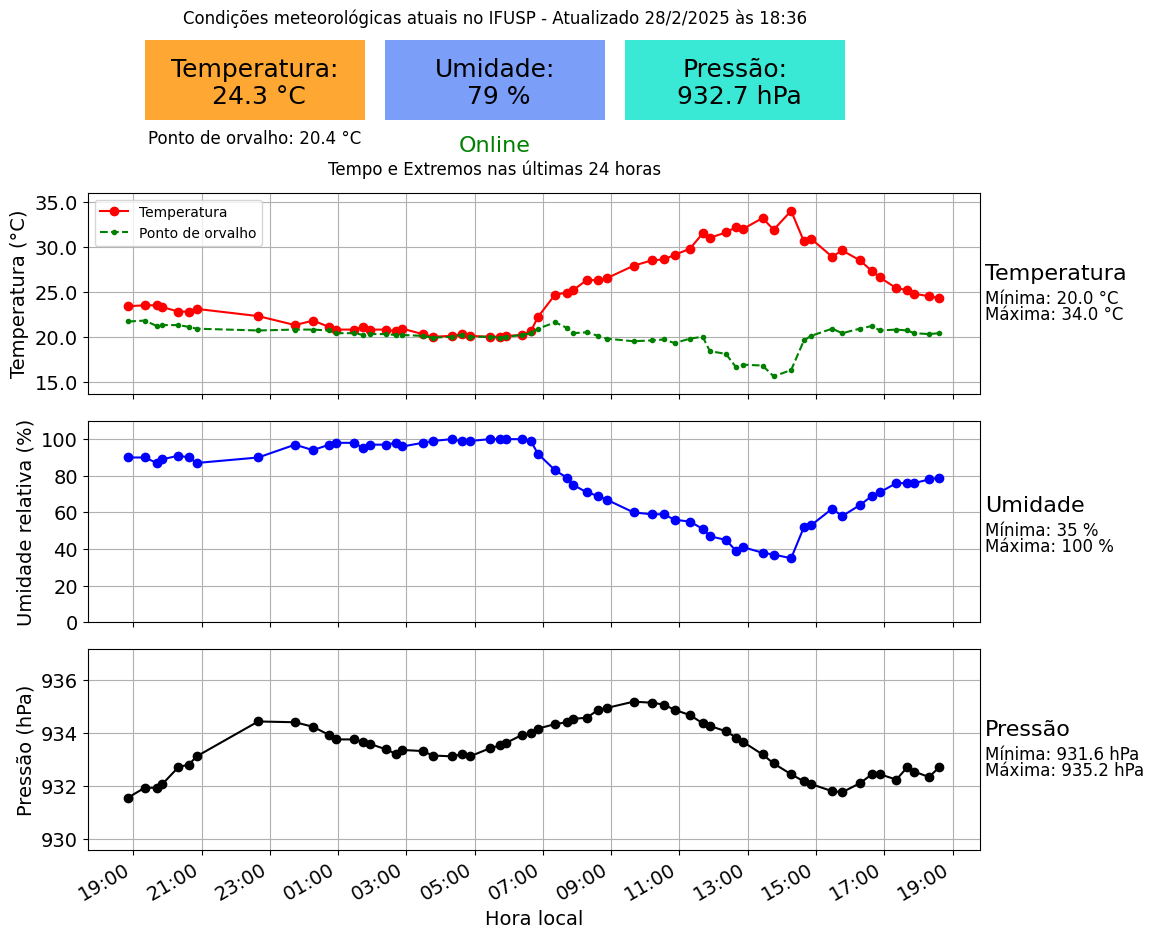 Condições meteorológicas atuais no IFUSP - Atualizado 28/2/2025 às 18:36
Temperatura:
24.3 °C
Umidade:
79 %
Pressão:
932.7 hPa
Ponto de orvalho: 20.4 °C
Online
Tempo e Extremos nas últimas 24 horas
Temperatura (°C)
35.0
30.0
25.0
20.0
15.0
Temperatura
Ponto de orvalho
Temperatura
Mínima: 20.0 °C
Máxima: 34.0 °C
Umidade relativa (%)
100
80
60
40
20
0
Umidade
Mínima: 35 %
Máxima: 100 %
Pressão (hPa)
936
934
932
930
Pressão
Mínima: 931.6 hPa
Máxima: 935.2 hPa
19:00 21:00 23:00 01:00 03:00 05:00 07:00 09:00 11:00 13:00 15:00 17:00 19:00
Hora local